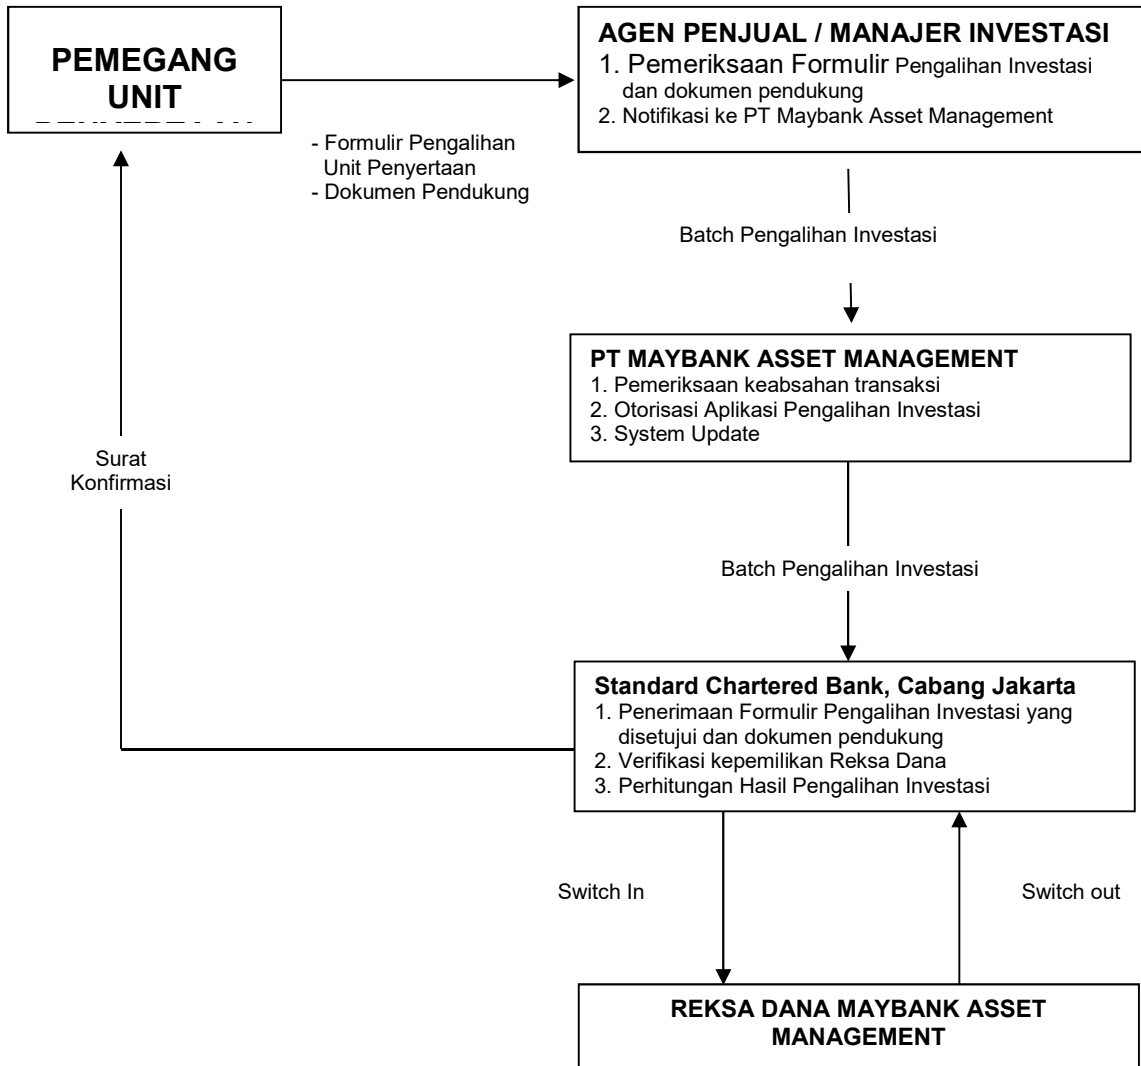 PEMEGANG
UNIT
AGEN PENJUAL / MANAJER INVESTASI
1. Pemeriksaan Formulir Pengalihan Investasi
dan dokumen pendukung
2. Notifikasi ke PT Maybank Asset Management
- Formulir Pengalihan
Unit Penyertaan
- Dokumen Pendukung
Batch Pengalihan Investasi
PT MAYBANK ASSET MANAGEMENT
1. Pemeriksaan keabsahan transaksi
2. Otorisasi Aplikasi Pengalihan Investasi
3. System Update
Surat
Konfirmasi
Batch Pengalihan Investasi
Standard Chartered Bank, Cabang Jakarta
1. Penerimaan Formulir Pengalihan Investasi yang
disetujui dan dokumen pendukung
2. Verifikasi kepemilikan Reksa Dana
3. Perhitungan Hasil Pengalihan Investasi
Switch In
Switch out
REKSA DANA MAYBANK ASSET
MANAGEMENT